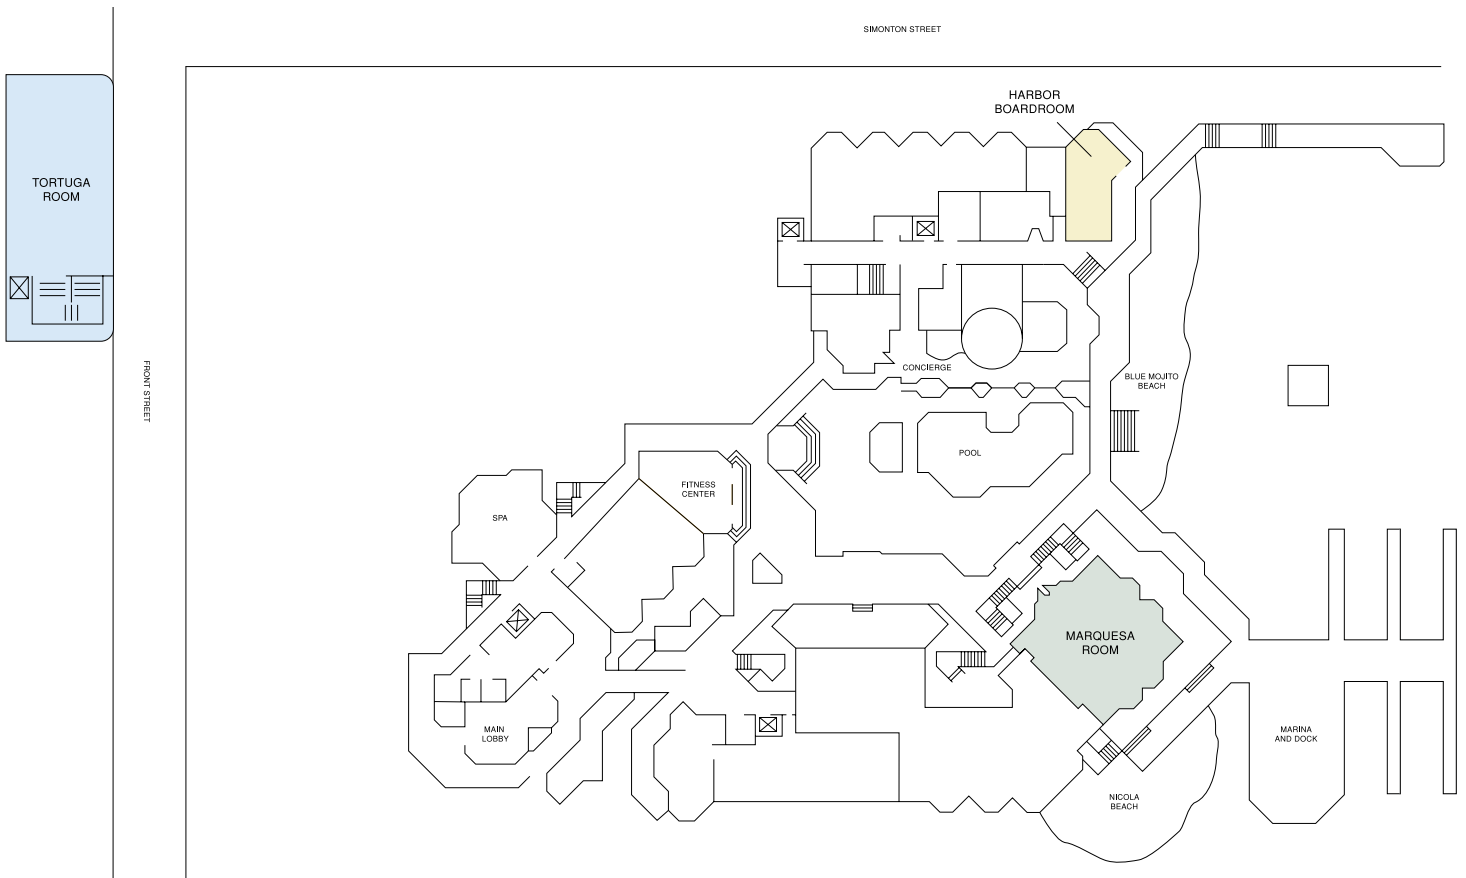 SIMONTON STREET
HARBOR
BOARDROOM
TORTUGA
ROOM
FRONT STREET
CONCIERGE
BLUE MOJITO
BEACH
POOL
FITNESS
CENTER
SPA
MARQUESA
ROOM
MAIN
LOBBY
MARINA
AND DOCK
NICOLA
BEACH